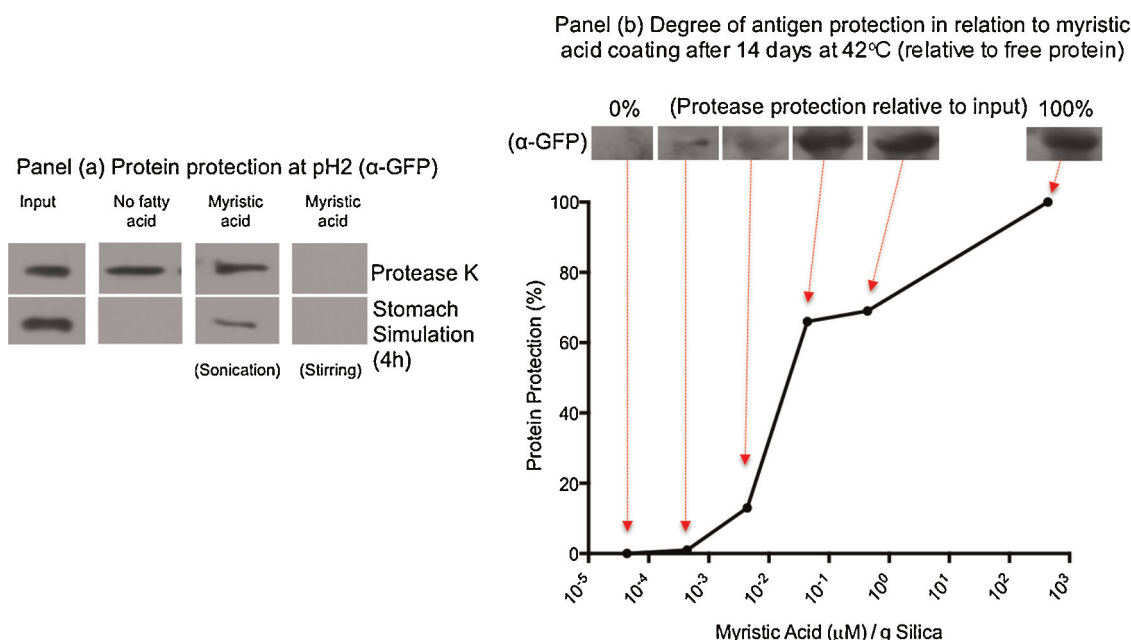 Panel (a) Protein protection at pH2 (α-GFP)
Input
No fatty
acid
Myristic
acid
Myristic
acid
Protease K
Stomach
Simulation
(4h)
(Sonication)
(Stirring)
Panel (b) Degree of antigen protection in relation to myristic
acid coating after 14 days at 42ºC (relative to free protein)
0%
(Protease protection relative to input)
100%
(α-GFP)
Protein Protection (%)
100
80
60
40
20
0
10-5
10-4
10-3
10-2
10-1
100
101
102
103
Myristic Acid (μM) / g Silica